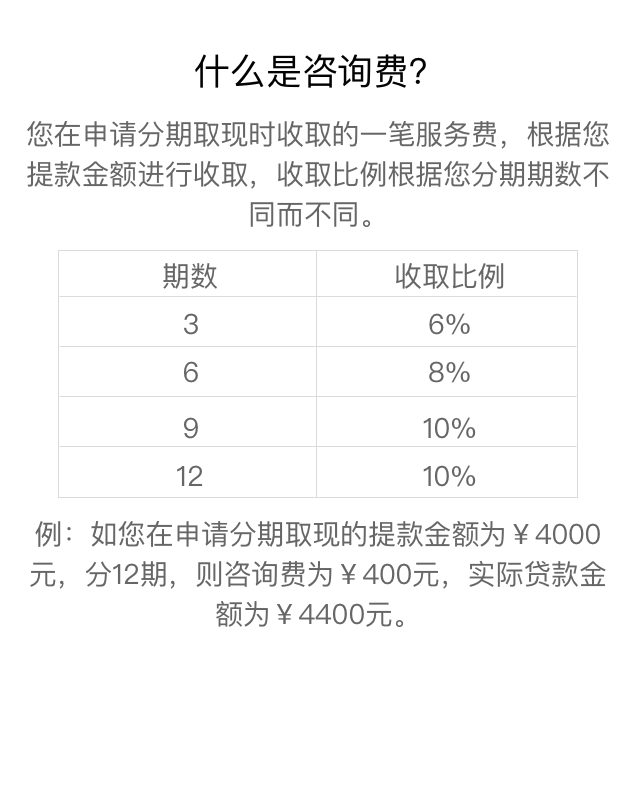 什么是咨询费？
您在申请分期取现时收取的一笔服务费，根据您
提款金额进行收取，收取比例根据您分期期数不
同而不同。
期数 收取比例
3 6%
6 8%
9 10%
12 10%
例：如您在申请分期取现的提款金额为￥4000
元，分12期，则咨询费为￥400元，实际贷款金
额为￥4400元。